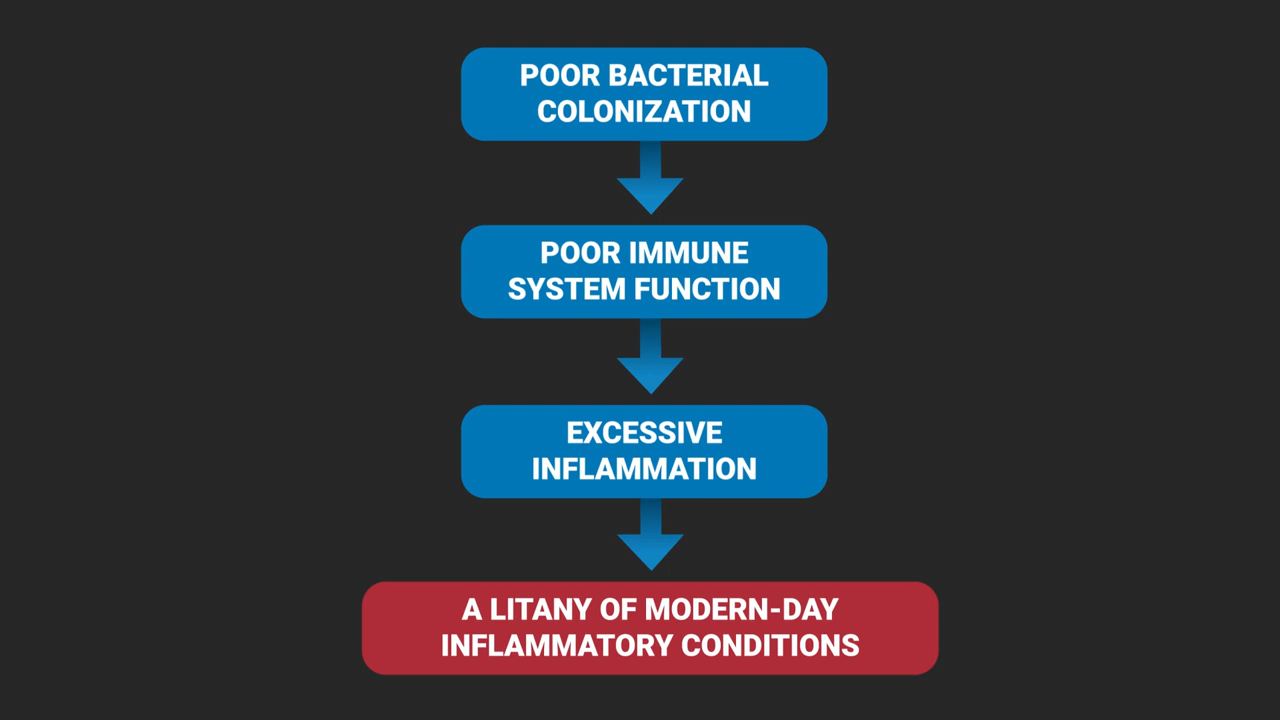 POOR BACTERIAL
COLONIZATION
POOR IMMUNE
SYSTEM FUNCTION
EXCESSIVE
INFLAMMATION
A LITANY OF MODERN-DAY
INFLAMMATORY CONDITIONS